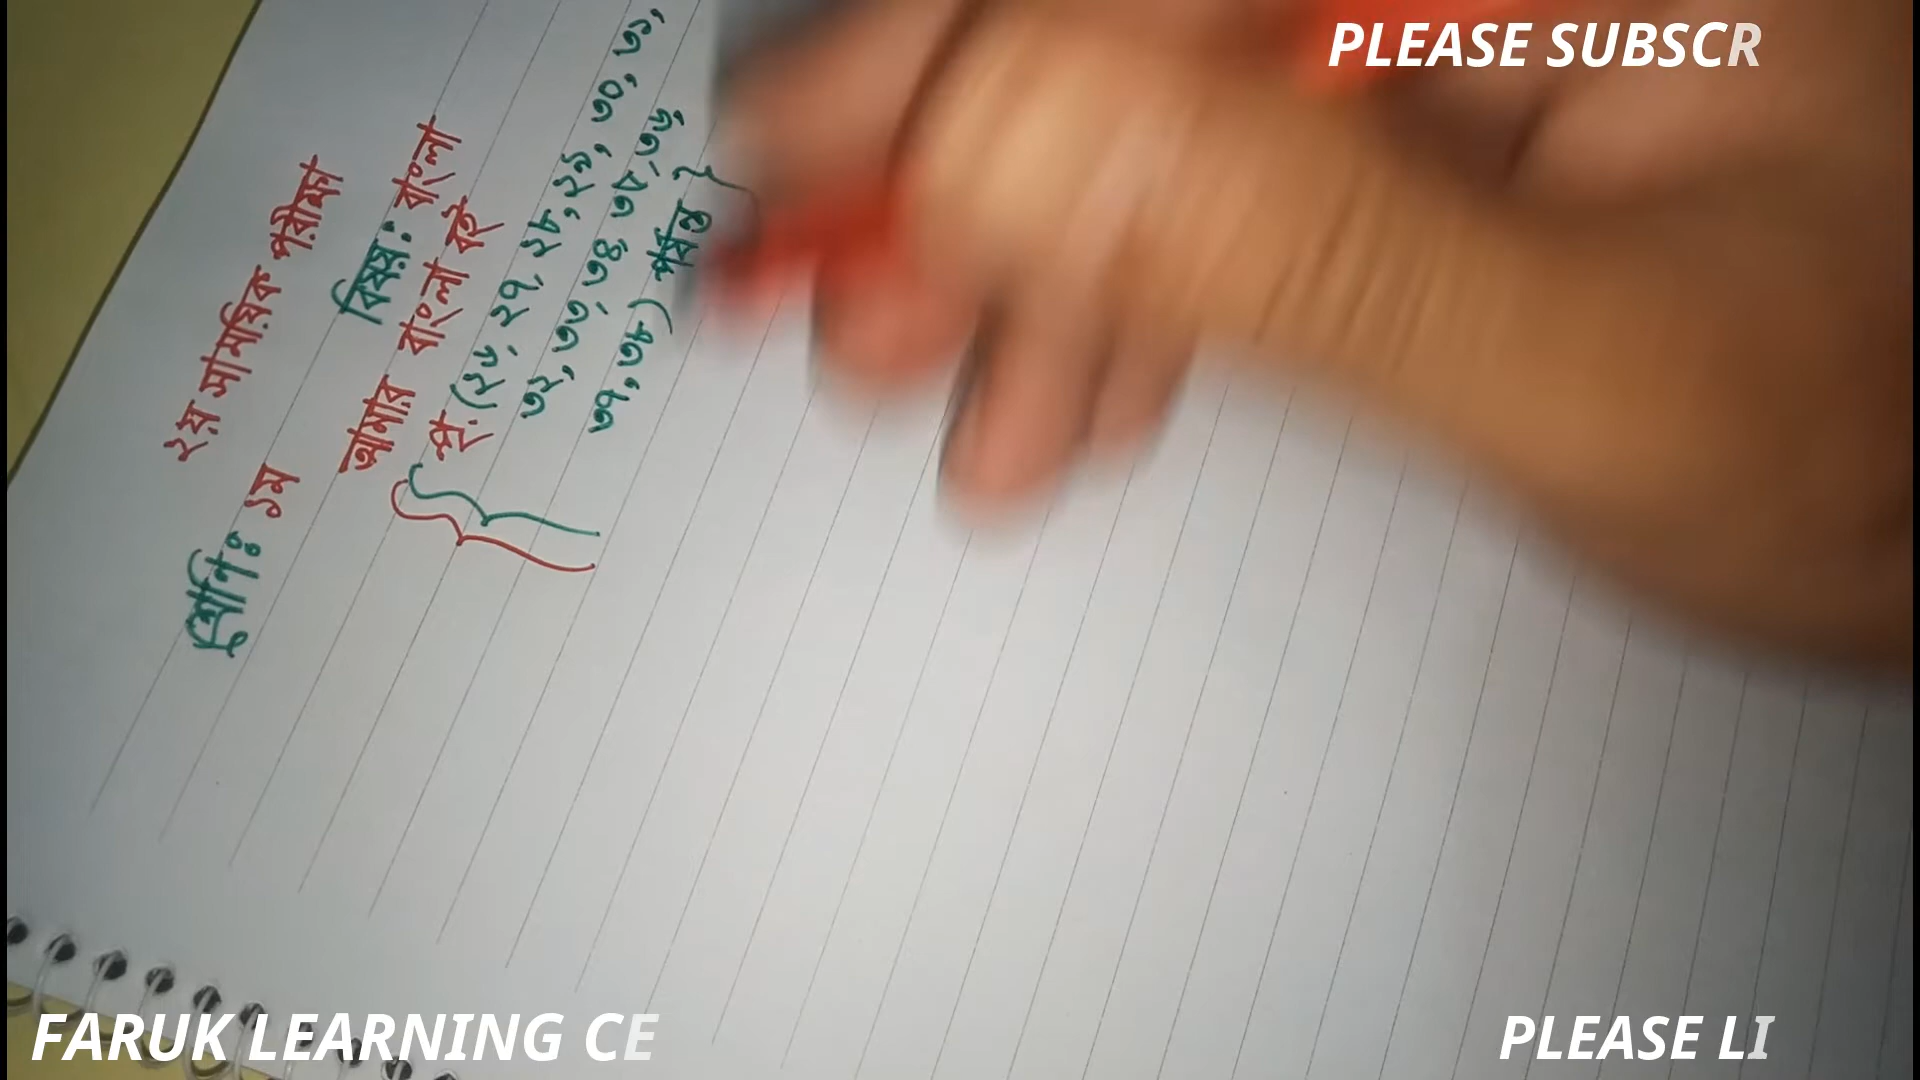 PLEASE SUBSCR
২য় সাময়িক পরীক্ষা
শ্রেণি: ১ম
বিষয়: বাংলা
আমার বাংলা বই
পৃ. (২৫, ২৬, ২৭, ২৮, ২৯, ৩০, ৩১,
৩২, ৩৩, ৩৪, ৩৫, ৩৬
৩৭, ৩৮) পর্যন্ত
FARUK LEARNING CE
PLEASE LI